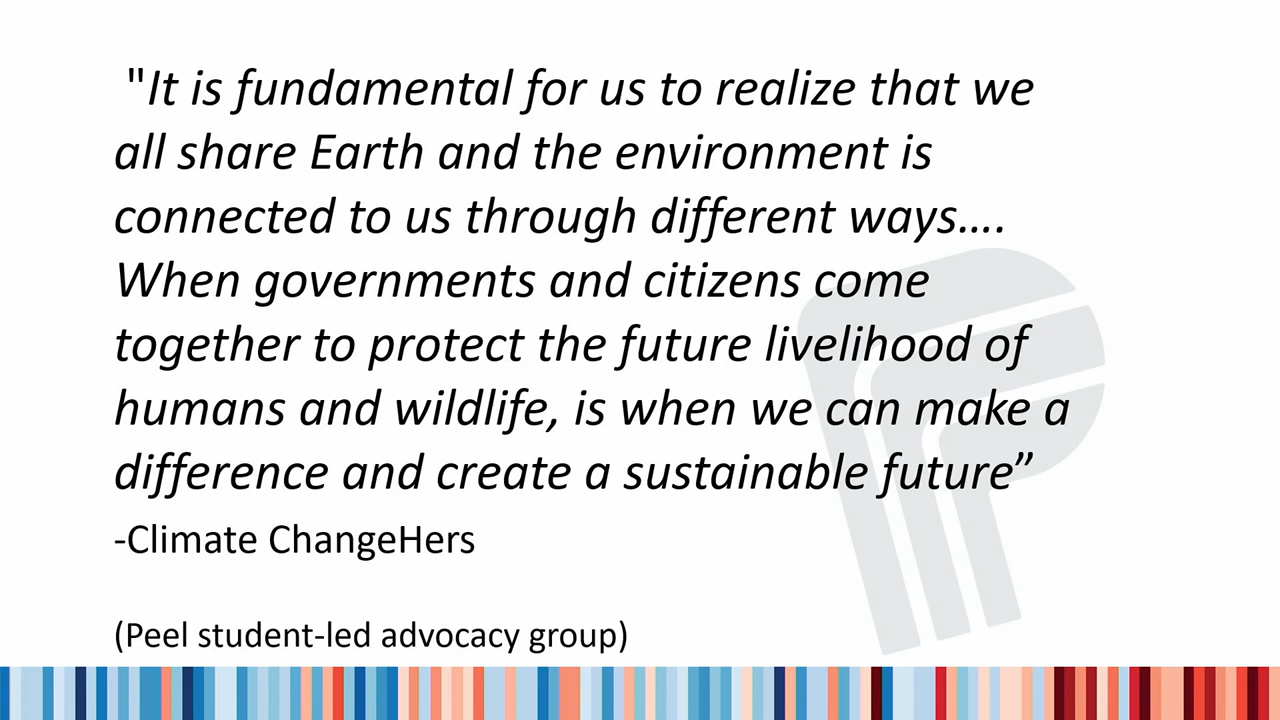 "It is fundamental for us to realize that we
all share Earth and the environment is
connected to us through different ways….
When governments and citizens come
together to protect the future livelihood of
humans and wildlife, is when we can make a
difference and create a sustainable future”
-Climate ChangeHers
(Peel student-led advocacy group)